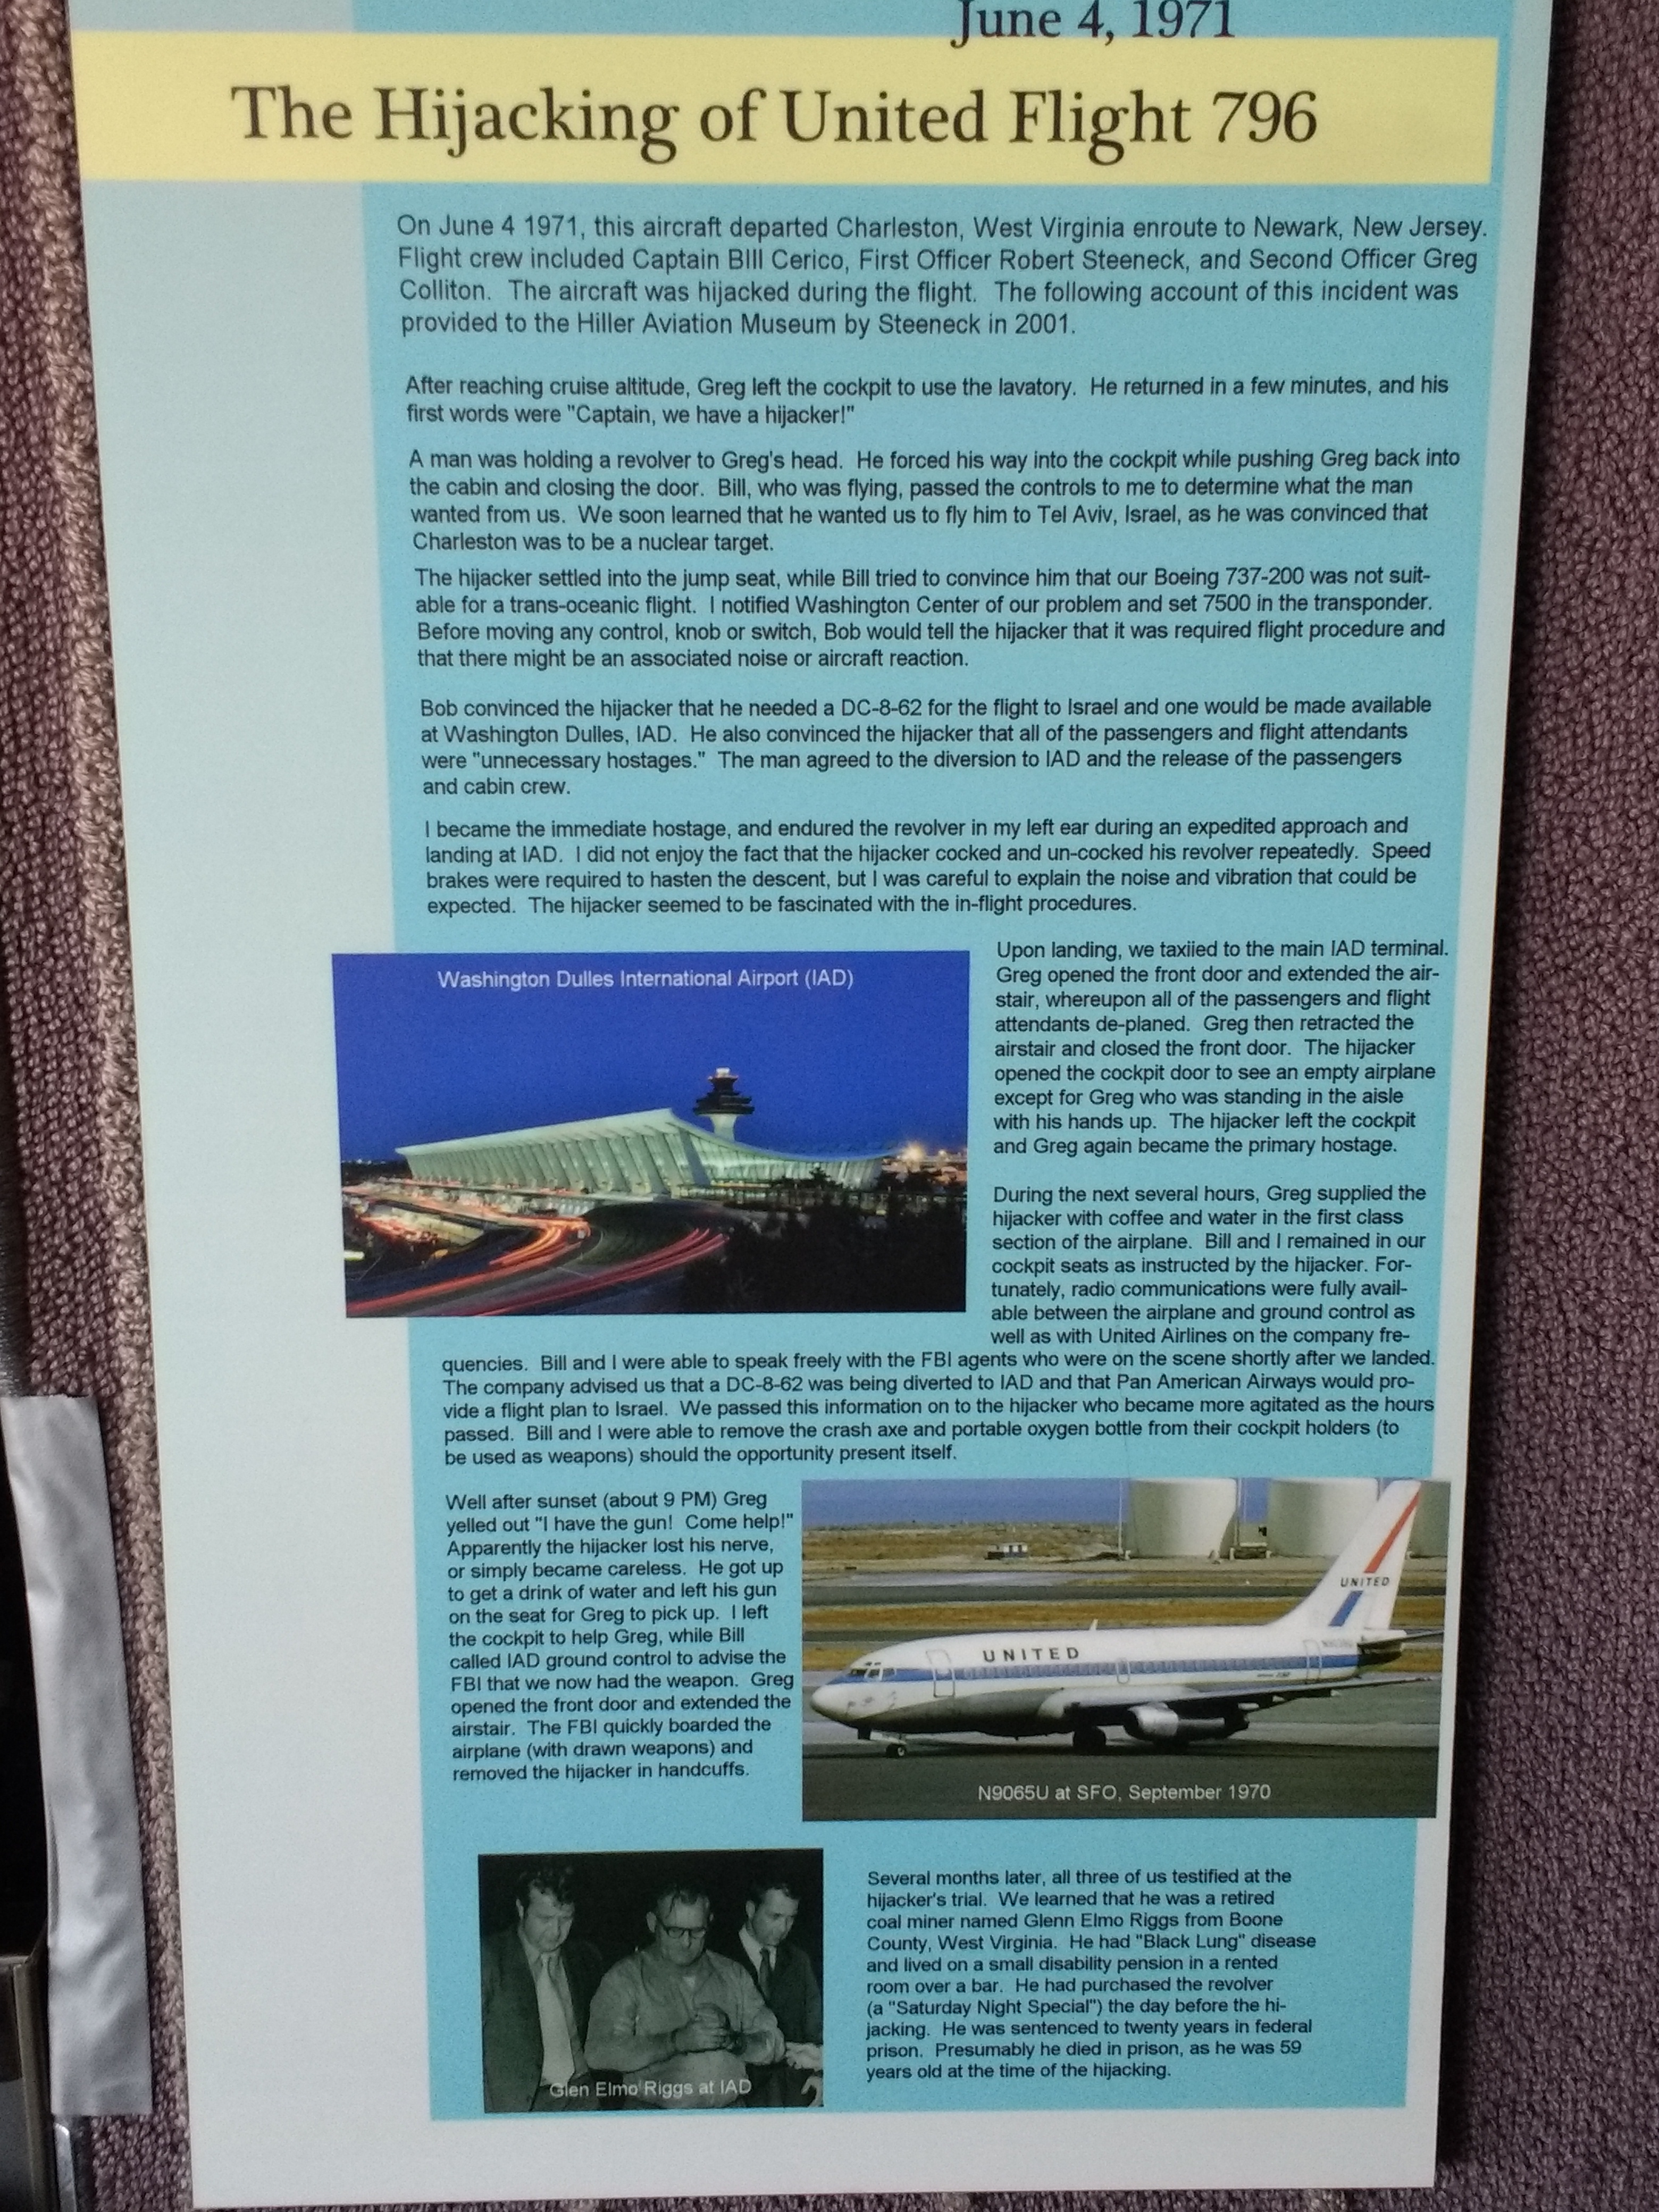 June 4, 1971
The Hijacking of United Flight 796
On June 4 1971, this aircraft departed Charleston, West Virginia enroute to Newark, New Jersey.
Flight crew included Captain BIll Cerico, First Officer Robert Steeneck, and Second Officer Greg
Colliton.  The aircraft was hijacked during the flight.  The following account of this incident was
provided to the Hiller Aviation Museum by Steeneck in 2001.
After reaching cruise altitude, Greg left the cockpit to use the lavatory.  He returned in a few minutes, and his
first words were "Captain, we have a hijacker!"
A man was holding a revolver to Greg's head.  He forced his way into the cockpit while pushing Greg back into
the cabin and closing the door.  Bill, who was flying, passed the controls to me to determine what the man
wanted from us.  We soon learned that he wanted us to fly him to Tel Aviv, Israel, as he was convinced that
Charleston was to be a nuclear target.
The hijacker settled into the jump seat, while Bill tried to convince him that our Boeing 737-200 was not suit-
able for a trans-oceanic flight.  I notified Washington Center of our problem and set 7500 in the transponder.
Before moving any control, knob or switch, Bob would tell the hijacker that it was required flight procedure and
that there might be an associated noise or aircraft reaction.
Bob convinced the hijacker that he needed a DC-8-62 for the flight to Israel and one would be made available
at Washington Dulles, IAD.  He also convinced the hijacker that all of the passengers and flight attendants
were "unnecessary hostages."  The man agreed to the diversion to IAD and the release of the passengers
and cabin crew.
I became the immediate hostage, and endured the revolver in my left ear during an expedited approach and
landing at IAD.  I did not enjoy the fact that the hijacker cocked and un-cocked his revolver repeatedly.  Speed
brakes were required to hasten the descent, but I was careful to explain the noise and vibration that could be
expected.  The hijacker seemed to be fascinated with the in-flight procedures.
Washington Dulles International Airport (IAD)
Upon landing, we taxiied to the main IAD terminal.
Greg opened the front door and extended the air-
stair, whereupon all of the passengers and flight
attendants de-planed.  Greg then retracted the
airstair and closed the front door.  The hijacker
opened the cockpit door to see an empty airplane
except for Greg who was standing in the aisle
with his hands up.  The hijacker left the cockpit
and Greg again became the primary hostage.
During the next several hours, Greg supplied the
hijacker with coffee and water in the first class
section of the airplane.  Bill and I remained in our
cockpit seats as instructed by the hijacker. For-
tunately, radio communications were fully avail-
able between the airplane and ground control as
well as with United Airlines on the company fre-
quencies.  Bill and I were able to speak freely with the FBI agents who were on the scene shortly after we landed.
The company advised us that a DC-8-62 was being diverted to IAD and that Pan American Airways would pro-
vide a flight plan to Israel.  We passed this information on to the hijacker who became more agitated as the hours
passed.  Bill and I were able to remove the crash axe and portable oxygen bottle from their cockpit holders (to
be used as weapons) should the opportunity present itself.
Well after sunset (about 9 PM) Greg
yelled out "I have the gun!  Come help!"
Apparently the hijacker lost his nerve,
or simply became careless.  He got up
to get a drink of water and left his gun
on the seat for Greg to pick up.  I left
the cockpit to help Greg, while Bill
called IAD ground control to advise the
FBI that we now had the weapon.  Greg
opened the front door and extended the
airstair.  The FBI quickly boarded the
airplane (with drawn weapons) and
removed the hijacker in handcuffs.
UNITED
UNITED
N9065U at SFO, September 1970
Glen Elmo Riggs at IAD
Several months later, all three of us testified at the
hijacker's trial.  We learned that he was a retired
coal miner named Glenn Elmo Riggs from Boone
County, West Virginia.  He had "Black Lung" disease
and lived on a small disability pension in a rented
room over a bar.  He had purchased the revolver
(a "Saturday Night Special") the day before the hi-
jacking.  He was sentenced to twenty years in federal
prison.  Presumably he died in prison, as he was 59
years old at the time of the hijacking.